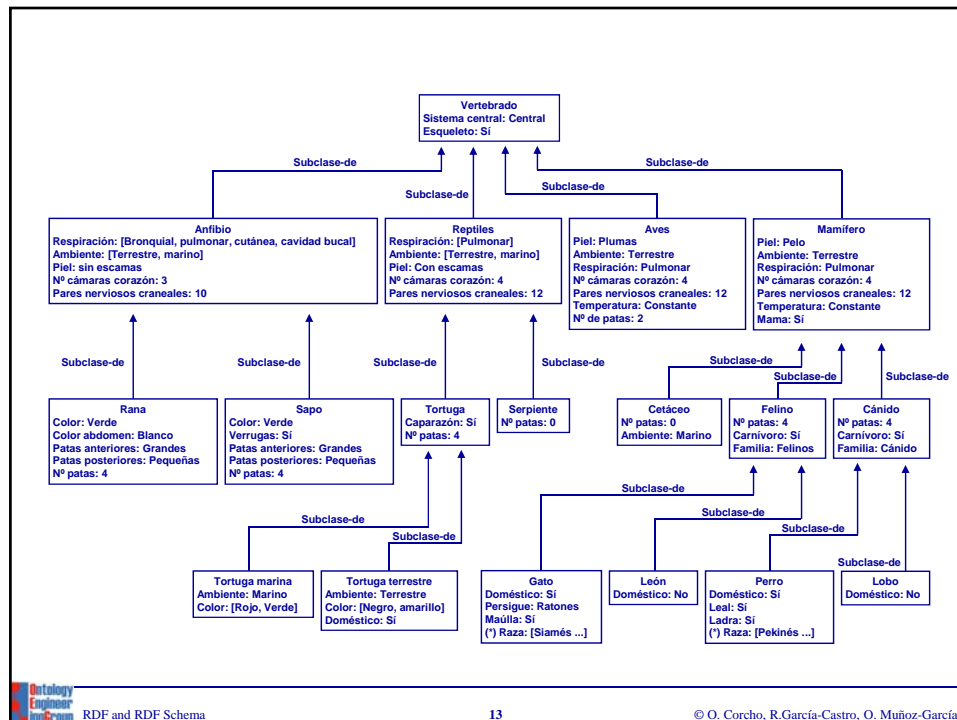 Vertebrado
Sistema central: Central
Esqueleto: Sí
Subclase-de
Subclase-de
Subclase-de
Subclase-de
Anfibio
Respiración: [Bronquial, pulmonar, cutánea, cavidad bucal]
Ambiente: [Terrestre, marino]
Piel: sin escamas
Nº cámaras corazón: 3
Pares nerviosos craneales: 10
Reptiles
Respiración: [Pulmonar]
Ambiente: [Terrestre, marino]
Piel: Con escamas
Nº cámaras corazón: 4
Pares nerviosos craneales: 12
Aves
Piel: Plumas
Ambiente: Terrestre
Respiración: Pulmonar
Nº cámaras corazón: 4
Pares nerviosos craneales: 12
Temperatura: Constante
Nº de patas: 2
Mamífero
Piel: Pelo
Ambiente: Terrestre
Respiración: Pulmonar
Nº cámaras corazón: 4
Pares nerviosos craneales: 12
Temperatura: Constante
Mama: Sí
Subclase-de
Subclase-de
Subclase-de
Subclase-de
Subclase-de
Subclase-de
Subclase-de
Rana
Color: Verde
Color abdomen: Blanco
Patas anteriores: Grandes
Patas posteriores: Pequeñas
Nº patas: 4
Sapo
Color: Verde
Verrugas: Sí
Patas anteriores: Grandes
Patas posteriores: Pequeñas
Nº patas: 4
Tortuga
Caparazón: Sí
Nº patas: 4
Serpiente
Nº patas: 0
Cetáceo
Nº patas: 0
Ambiente: Marino
Felino
Nº patas: 4
Carnívoro: Sí
Familia: Felinos
Cánido
Nº patas: 4
Carnívoro: Sí
Familia: Cánido
Subclase-de
Subclase-de
Subclase-de
Subclase-de
Subclase-de
Subclase-de
Tortuga marina
Ambiente: Marino
Color: [Rojo, Verde]
Tortuga terrestre
Ambiente: Terrestre
Color: [Negro, amarillo]
Doméstico: Sí
Gato
Doméstico: Sí
Persigue: Ratones
Maúlla: Sí
(*) Raza: [Siamés ...]
León
Doméstico: No
Perro
Doméstico: Sí
Leal: Sí
Ladra: Sí
(*) Raza: [Pekinés ...]
Lobo
Doméstico: No
Ontology
Engineer
ingGroup
RDF and RDF Schema
13
© O. Corcho, R.García-Castro, O. Muñoz-García